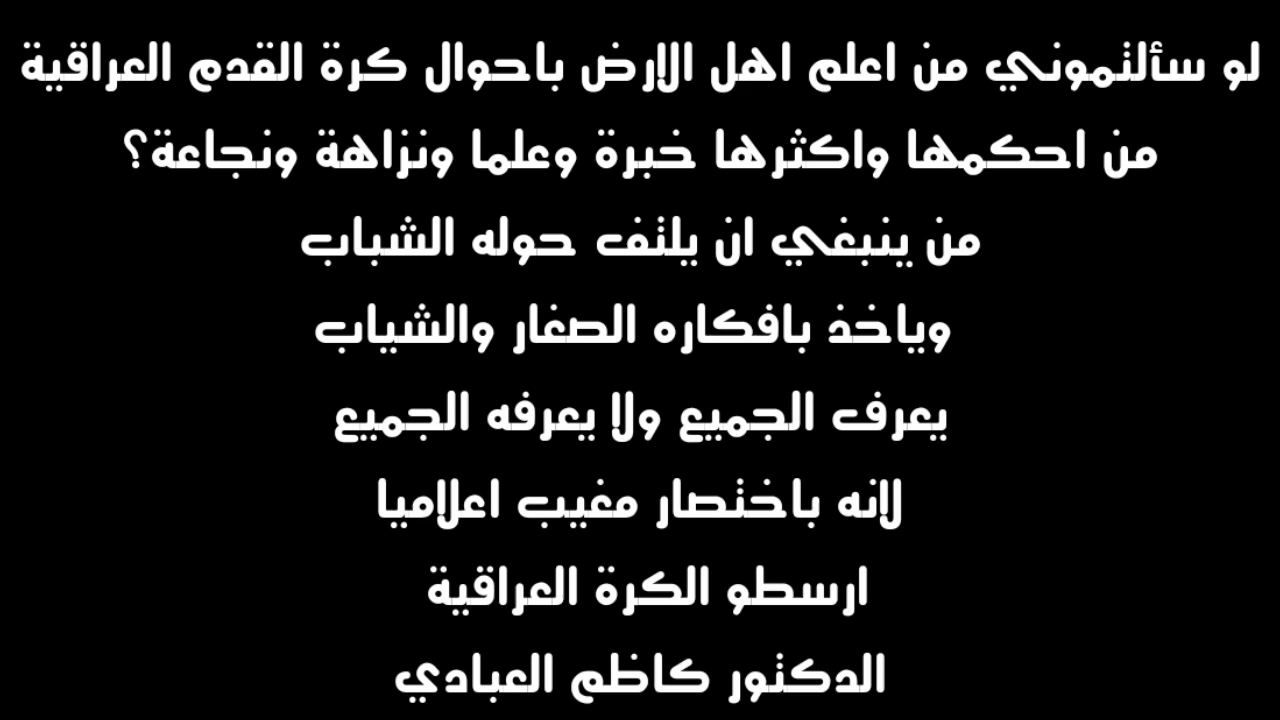 لو سألتموني من اعلم اهل الارض باحوال كرة القدم العراقية
من احكمها واكثرها خبرة وعلما ونزاهة ونجاعة؟
من ينبغي ان يلتف حوله الشباب
وياخذ بافكاره الصغار والشياب
يعرف الجميع ولا يعرفه الجميع
لانه باختصار مغيب اعلاميا
ارسطو الكرة العراقية
الدكتور كاظم العبادي